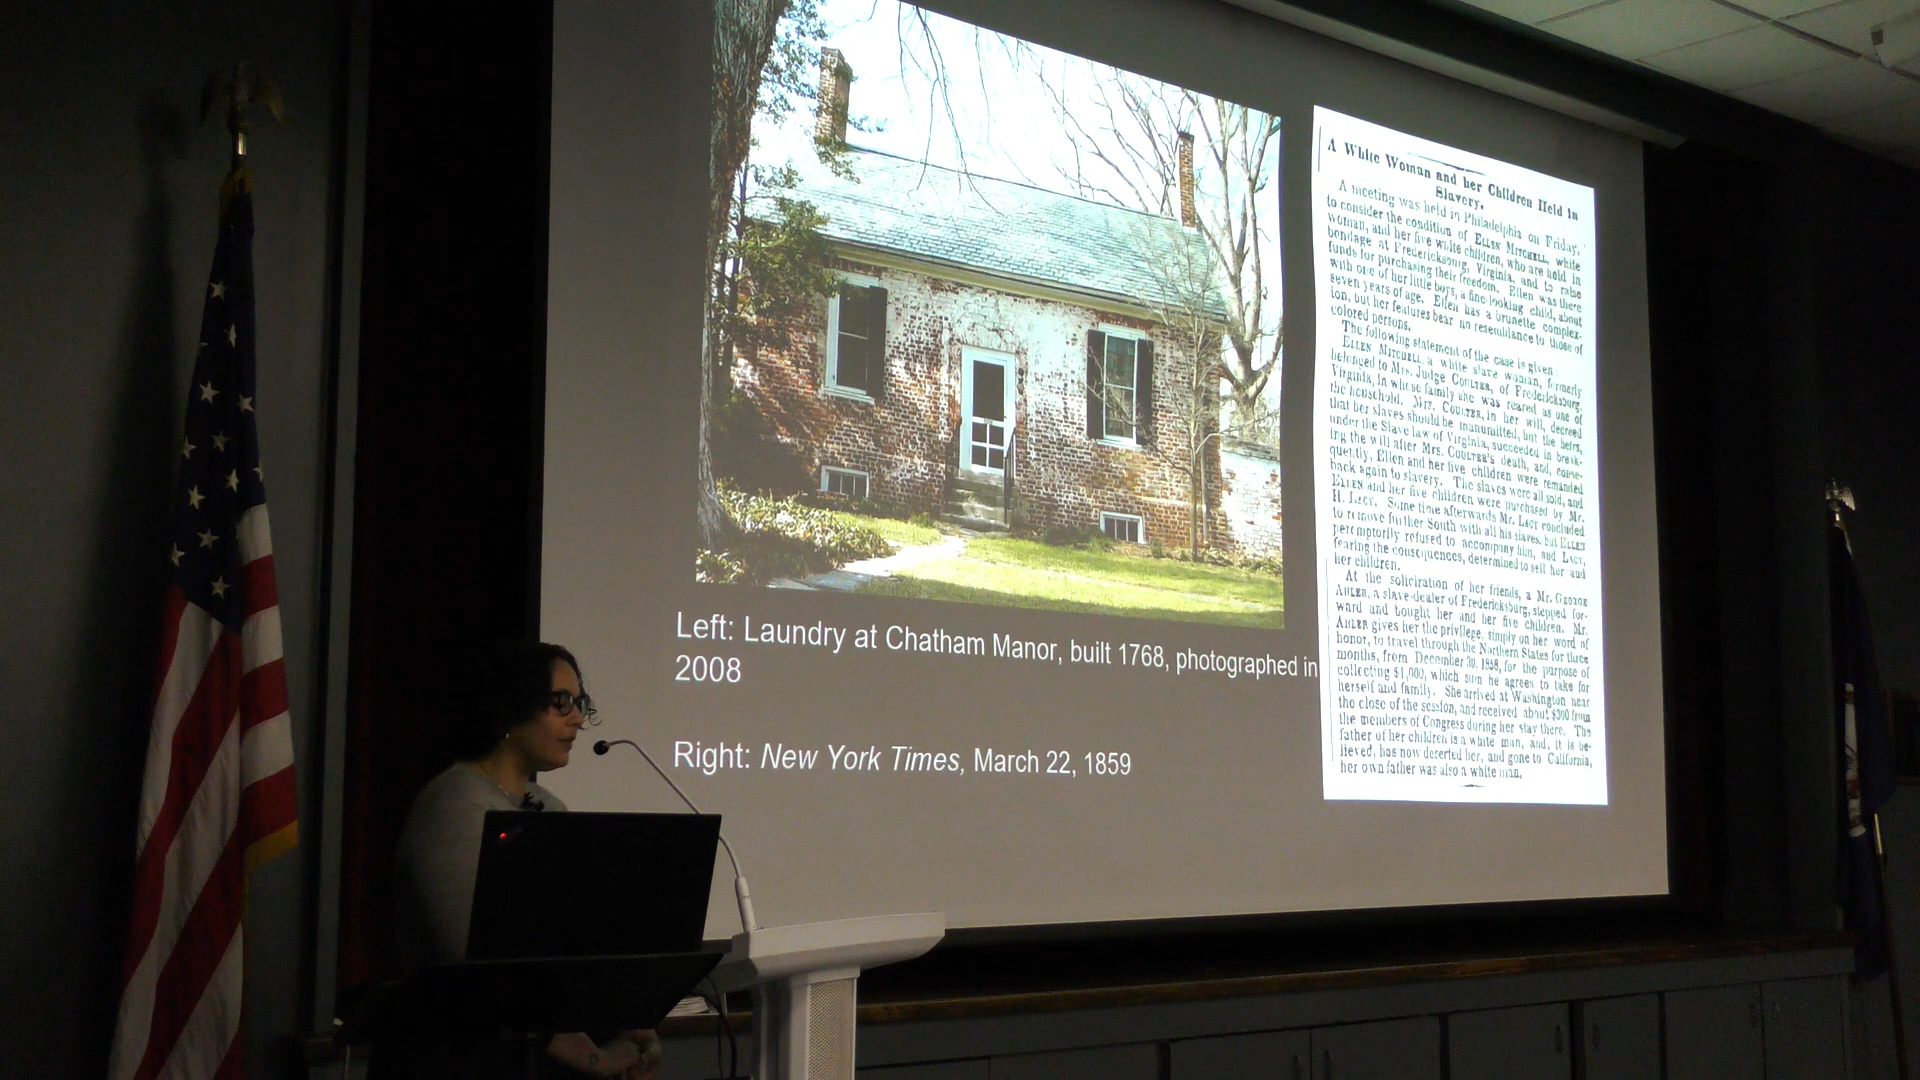 Left: Laundry at Chatham Manor, built 1768, photographed in
2008
Right: New York Times, March 22, 1859
A White Woman and her Children Held in
Slavery.
A meeting was held in Philadelphia on Friday,
to consider the condition of ELLEN MITCHELL, white
woman, and her five white children, who are held in
bondage at Fredericksburg, Virginia, and to raise
funds for purchasing their freedom. Ellen was there
with one of her little boys, a fine-looking child, about
seven years of age. Ellen has a brunette complex-
ion, but her features bear no resemblance to those of
colored persons.
The following statement of the case is given:
ELLEN MITCHELL, a white slave woman, formerly
belonged to Mrs. Judge COULTER, of Fredericksburg,
Virginia, in whose family she was reared as one of
the household. Mrs. COULTER, in her will, decreed
that her slaves should be manumitted, but the heirs,
under the Slave law of Virginia, succeeded in break-
ing the will after Mrs. COULTER'S death, and, conse-
quently, Ellen and her five children were remanded
back again to slavery. The slaves were all sold, and
ELLEN and her five children were purchased by Mr.
H. LACY. Some time afterwards Mr. LACY concluded
to remove further South with all his slaves, but ELLEN
peremptorily refused to accompany him, and LACY,
fearing the consequences, determined to sell her and
her children.
At the solicitation of her friends, a Mr. GEORGE
AULER, a slave-dealer of Fredericksburg, stepped for-
ward and bought her and her five children. Mr.
AULER gives her the privilege, simply on her word of
honor, to travel through the Northern States for three
months, from December 30, 1858, for the purpose of
collecting $1,000, which sum he agrees to take for
herself and family. She arrived at Washington near
the close of the session, and received about $300 from
the members of Congress during her stay there. The
father of her children is a white man, and, it is be-
lieved, has now deserted her, and gone to California,
her own father was also a white man.